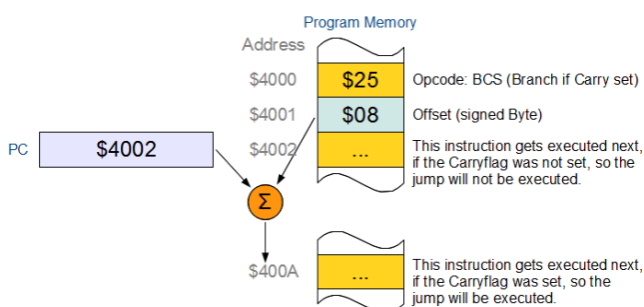 Program Memory
Address
$4000 $25 Opcode: BCS (Branch if Carry set)
$4001 $08 Offset (signed Byte)
PC $4002 $4002 ... This instruction gets executed next,
if the Carryflag was not set, so the
jump will not be executed.
Σ
$400A ... This instruction gets executed next,
if the Carryflag was set, so the
jump will be executed.